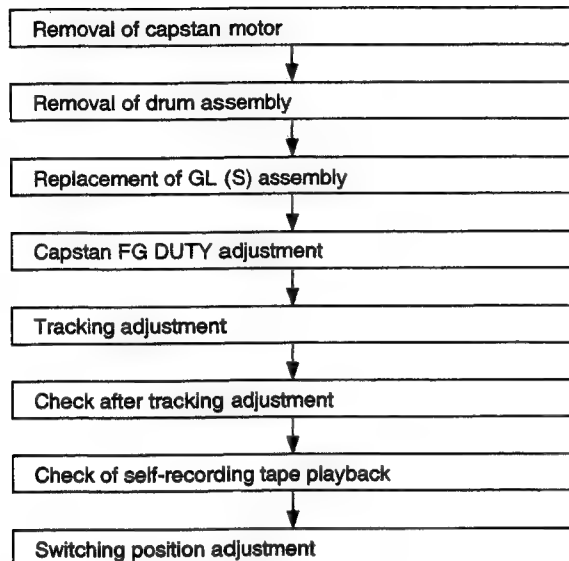 Removal of capstan motor
Removal of drum assembly
Replacement of GL (S) assembly
Capstan FG DUTY adjustment
Tracking adjustment
Check after tracking adjustment
Check of self-recording tape playback
Switching position adjustment